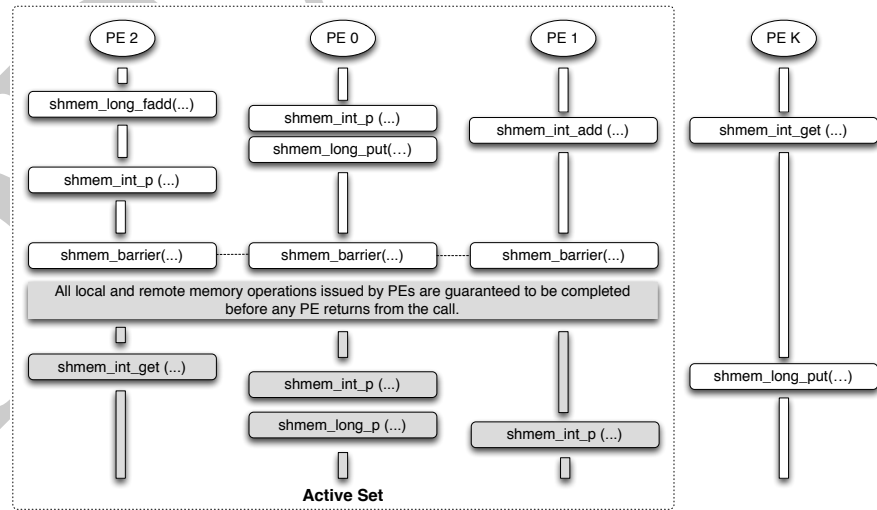 PE 2
PE 0
PE 1
PE K
shmem_long_fadd(...)
shmem_int_p (...)
shmem_long_put(…)
shmem_int_add (...)
shmem_int_get (...)
shmem_int_p (...)
shmem_barrier(...)
shmem_barrier(...)
shmem_barrier(...)
All local and remote memory operations issued by PEs are guaranteed to be completed
before any PE returns from the call.
shmem_int_get (...)
shmem_int_p (...)
shmem_long_p (...)
shmem_int_p (...)
shmem_long_put(…)
Active Set